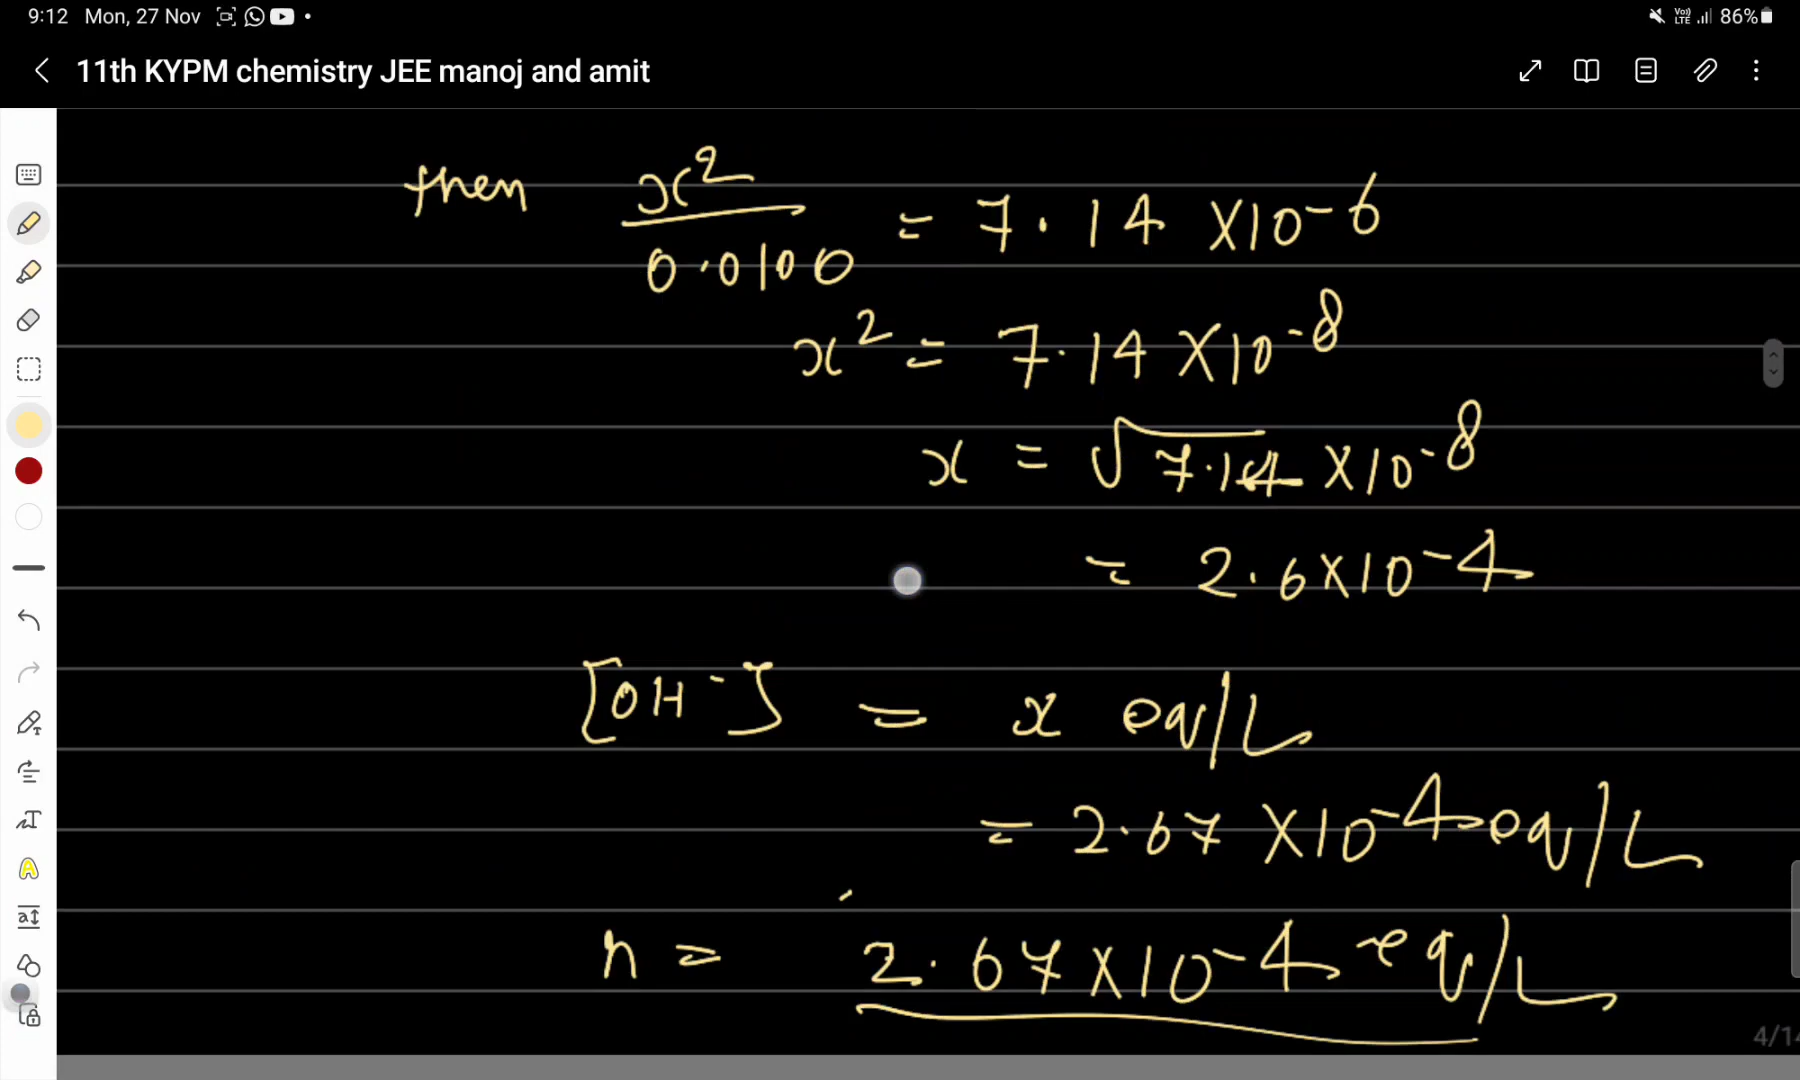 9:12 Mon, 27 Nov
86%
11th KYPM chemistry JEE manoj and amit
then x²/0.0100 = 7.14 X10-6
x² = 7.14 X10-8
x = √7.14 X10-8
= 2.6X10-4
[OH-] = x eq/L
= 2.67 X10-4 eq/L
n = 2.67X10-4 eq/L